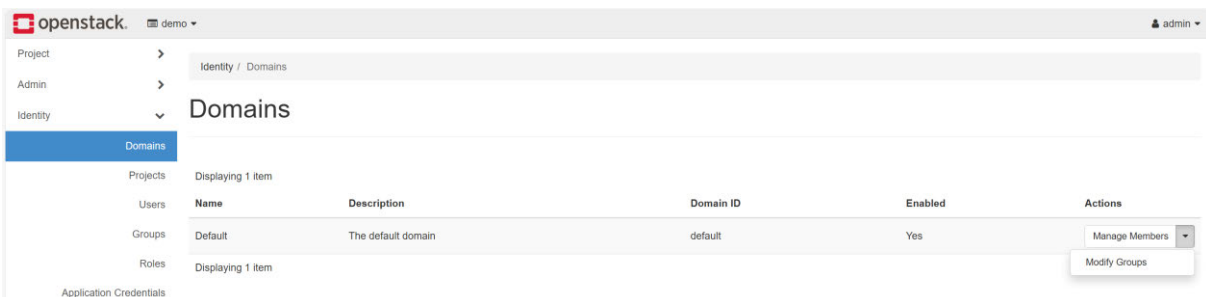 openstack. demo admin
Project
Admin
Identity
Domains
Projects
Users
Groups
Roles
Application Credentials
Identity / Domains
Domains
Displaying 1 item
Name Description Domain ID Enabled Actions
Default The default domain default Yes Manage Members
Modify Groups
Displaying 1 item